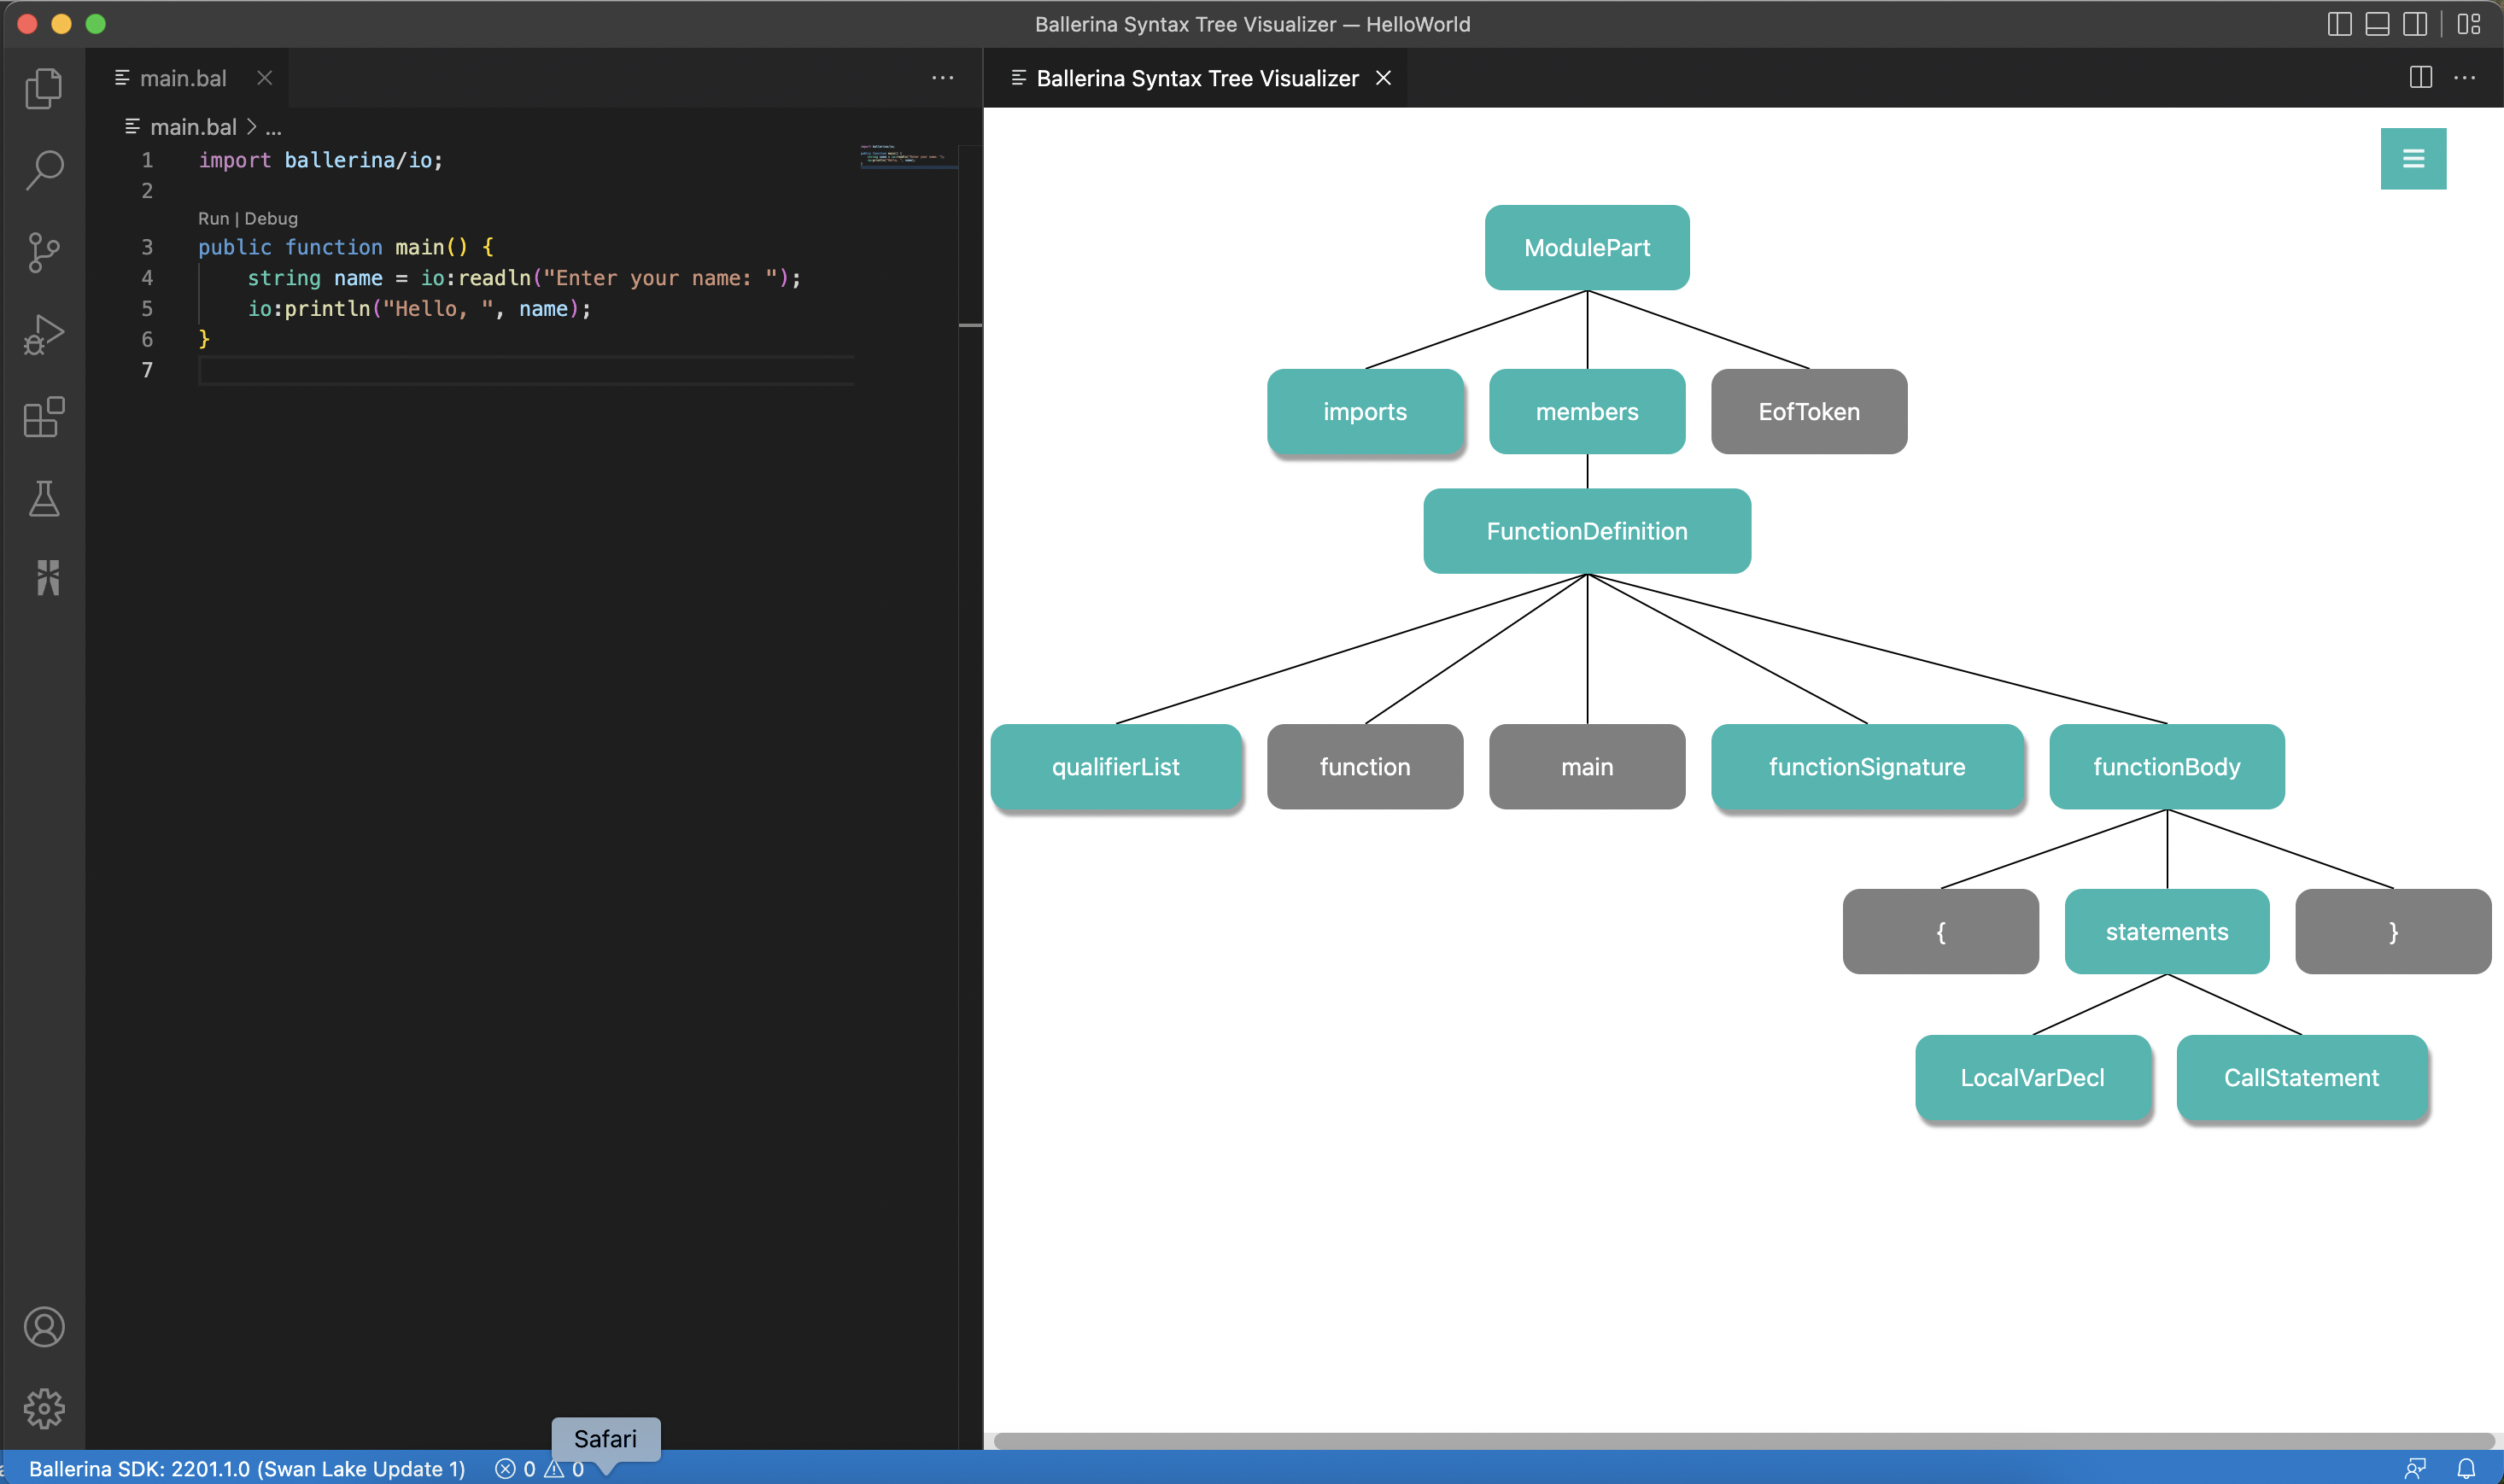 Ballerina Syntax Tree Visualizer — HelloWorld
main.bal
main.bal > ...
1 import ballerina/io;
2
Run | Debug
3 public function main() {
4 string name = io:readln("Enter your name: ");
5 io:println("Hello, ", name);
6 }
7
Ballerina Syntax Tree Visualizer
ModulePart
imports members EofToken
FunctionDefinition
qualifierList function main functionSignature functionBody
{ statements }
LocalVarDecl CallStatement
Safari
Ballerina SDK: 2201.1.0 (Swan Lake Update 1) 0 0